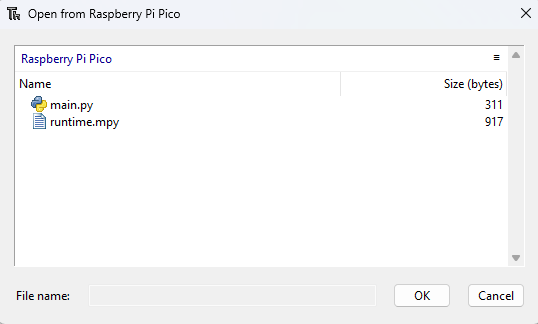 Open from Raspberry Pi Pico
Raspberry Pi Pico
Name Size (bytes)
main.py 311
runtime.mpy 917
File name: OK Cancel